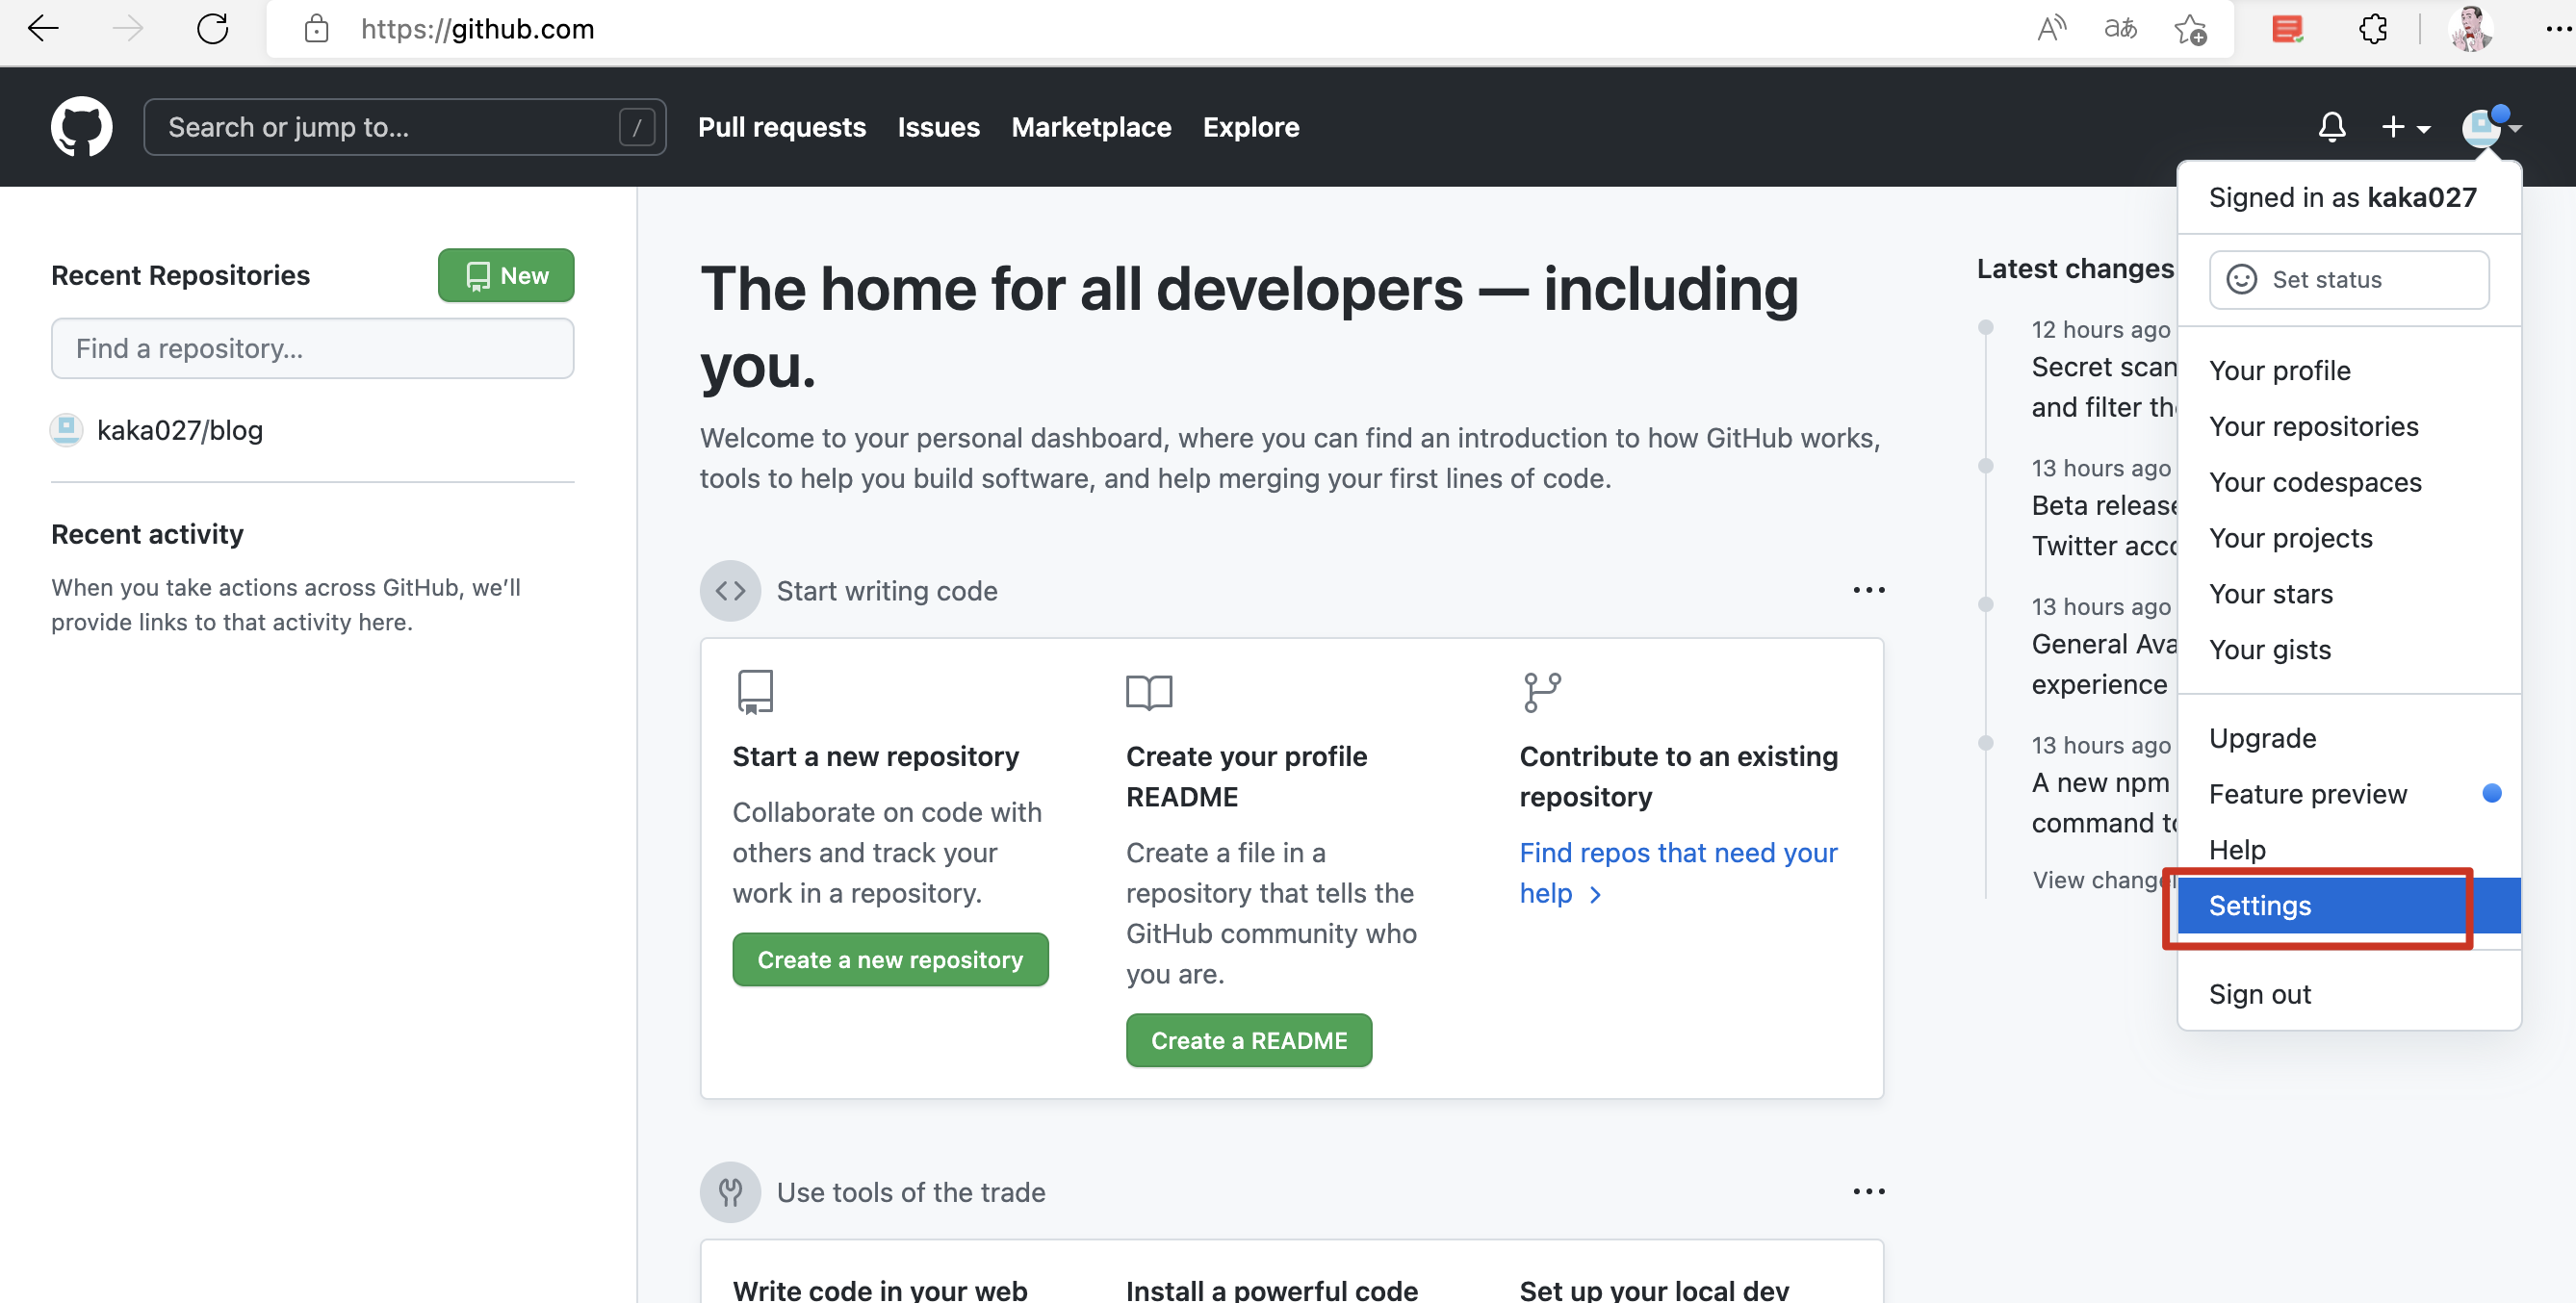 https://github.com
Search or jump to... /
Pull requests Issues Marketplace Explore
Signed in as kaka027
Set status
Your profile
Your repositories
Your codespaces
Your projects
Your stars
Your gists
Upgrade
Feature preview
Help
Settings
Sign out
Recent Repositories
New
Find a repository...
kaka027/blog
Recent activity
When you take actions across GitHub, we’ll
provide links to that activity here.
The home for all developers — including
you.
Welcome to your personal dashboard, where you can find an introduction to how GitHub works,
tools to help you build software, and help merging your first lines of code.
Start writing code
Start a new repository
Collaborate on code with
others and track your
work in a repository.
Create a new repository
Create your profile
README
Create a file in a
repository that tells the
GitHub community who
you are.
Create a README
Contribute to an existing
repository
Find repos that need your
help >
Use tools of the trade
Write code in your web
Install a powerful code
Set up your local dev
Latest changes
12 hours ago
Secret scan
and filter
13 hours ago
Beta release
Twitter
13 hours ago
General
experience
13 hours ago
A new npm
command
View